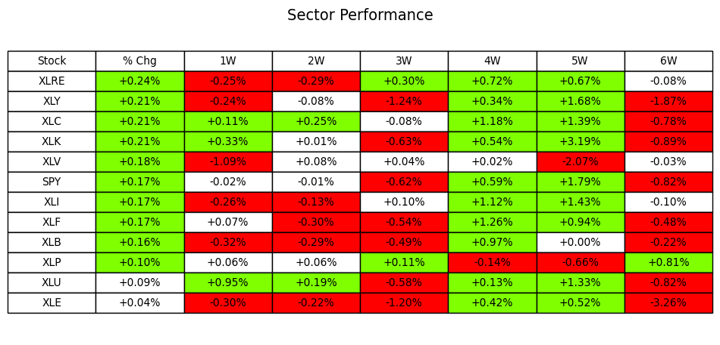 Sector Performance
Stock % Chg 1W 2W 3W 4W 5W 6W
XLRE +0.24% -0.25% -0.29% +0.30% +0.72% +0.67% -0.08%
XLY +0.21% -0.24% -0.08% -1.24% +0.34% +1.68% -1.87%
XLC +0.21% +0.11% +0.25% -0.08% +1.18% +1.39% -0.78%
XLK +0.21% +0.33% +0.01% -0.63% +0.54% +3.19% -0.89%
XLV +0.18% -1.09% +0.08% +0.04% +0.02% -2.07% -0.03%
SPY +0.17% -0.02% -0.01% -0.62% +0.59% +1.79% -0.82%
XLI +0.17% -0.26% -0.13% +0.10% +1.12% +1.43% -0.10%
XLF +0.17% +0.07% -0.30% -0.54% +1.26% +0.94% -0.48%
XLB +0.16% -0.32% -0.29% -0.49% +0.97% +0.00% -0.22%
XLP +0.10% +0.06% +0.06% +0.11% -0.14% -0.66% +0.81%
XLU +0.09% +0.95% +0.19% -0.58% +0.13% +1.33% -0.82%
XLE +0.04% -0.30% -0.22% -1.20% +0.42% +0.52% -3.26%